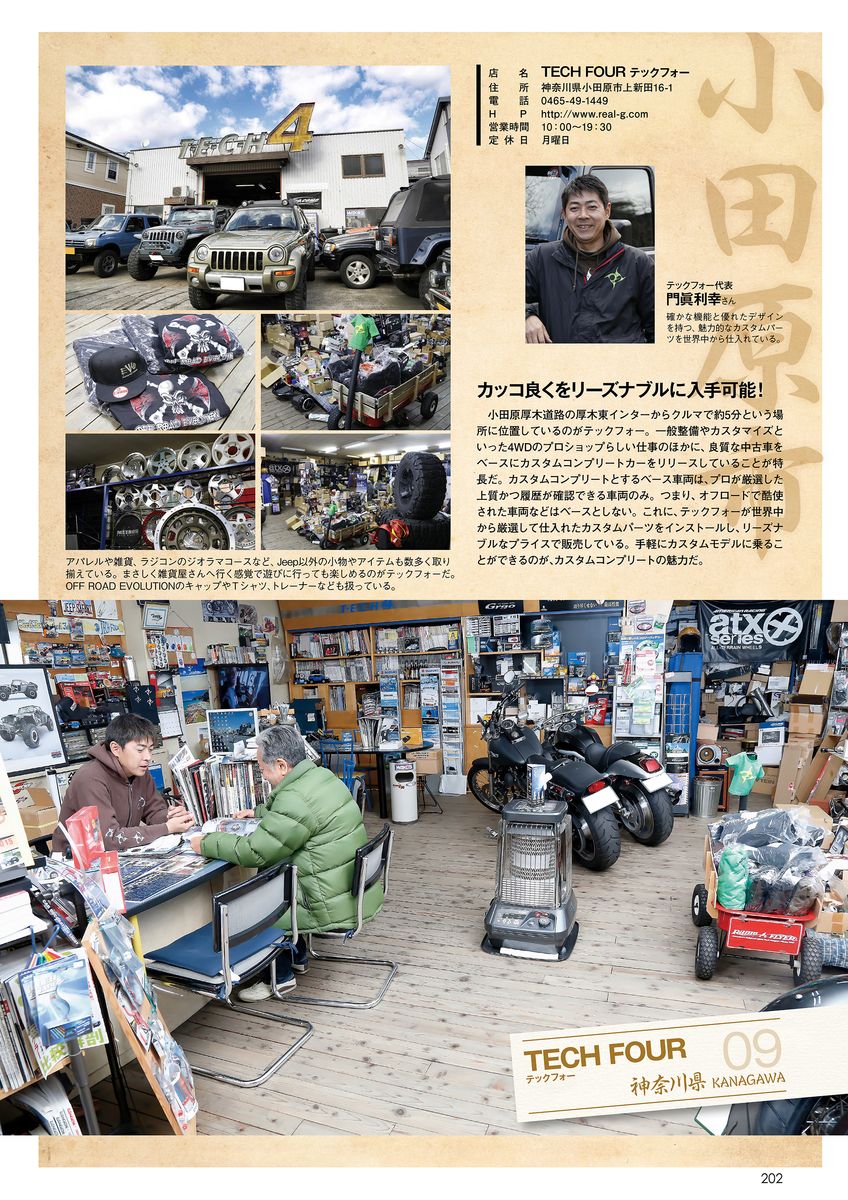 小田原市
店名 TECH FOUR テックフォー
住所 神奈川県小田原市上新田16-1
電話 0465-49-1449
HP http://www.real-g.com
営業時間 10：00〜19：30
定休日 月曜日
T・E・C・H 4
テックフォー代表
門眞利幸さん
確かな機能と優れたデザイン
を持つ、魅力的なカスタムパー
ツを世界中から仕入れている。
カッコ良くをリーズナブルに入手可能！
小田原厚木道路の厚木東インターからクルマで約5分という場
所に位置しているのがテックフォー。一般整備やカスタマイズと
いった4WDのプロショップらしい仕事のほかに、良質な中古車を
ベースにカスタムコンプリートカーをリリースしていることが特
長だ。カスタムコンプリートとするベース車両は、プロが厳選した
上質かつ履歴が確認できる車両のみ。つまり、オフロードで酷使
された車両などはベースとしない。これに、テックフォーが世界中
から厳選して仕入れたカスタムパーツをインストールし、リーズナ
ブルなプライスで販売している。手軽にカスタムモデルに乗るこ
とができるのが、カスタムコンプリートの魅力だ。
アパレルや雑貨、ラジコンのジオラマコースなど、Jeep以外の小物やアイテムも数多く取り
揃えている。まさしく雑貨屋さんへ行く感覚で遊びに行っても楽しめるのがテックフォーだ。
OFF ROAD EVOLUTIONのキャップやTシャツ、トレーナーなども扱っている。
AMERICAN RACING
atx
series
ALL-TERRAIN WHEELS
RADIO FLYER
TECH FOUR 09
テックフォー
神奈川県 KANAGAWA
202